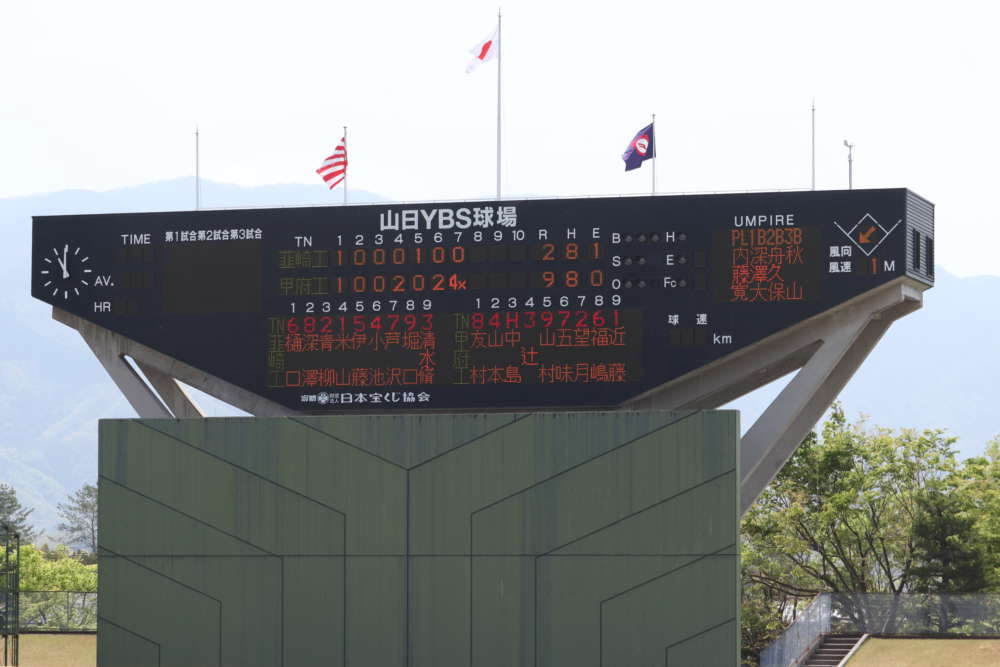 山日YBS球場
TIME 第1試合第2試合第3試合
TN 1 2 3 4 5 6 7 8 9 10 R H E
韮崎工 1 0 0 0 1 0 0 2 8 1
甲府工 1 0 0 2 0 2 4x 9 8 0
AV.
HR
B H
S E
O Fc
UMPIRE
PL1B2B3B
内深舟秋
藤澤久
寛大保山
風向
風速 1 M
1 2 3 4 5 6 7 8 9
TN 6 8 2 1 5 4 7 9 3
韮崎工
樋口
深澤
青柳
米山
伊藤
小池
芦沢
堀口
清水
1 2 3 4 5 6 7 8 9
TN 8 4 H 3 9 7 2 6 1
甲府工
友村
山本
中島
辻
山村
五味
望月
福嶋
近藤
球速
km
日本宝くじ協会